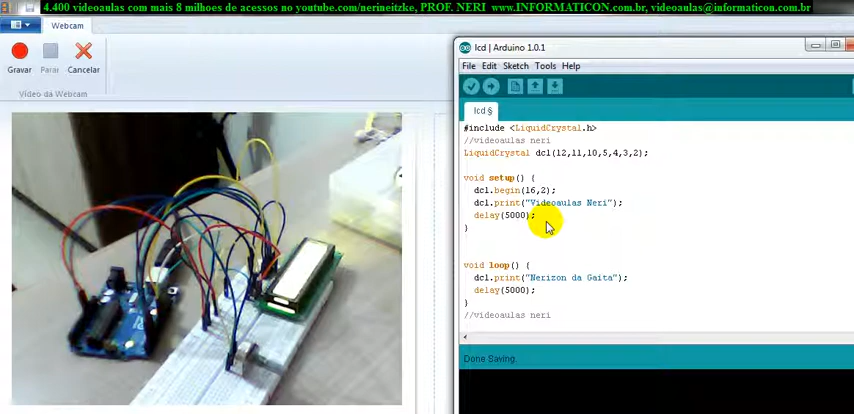 4.400 videoaulas com mais 8 milhoes de acessos no youtube.com/nerineitzke, PROF. NERI www.INFORMATICON.com.br, videoaulas@informaticon.com.br
Webcam
Gravar Parar Cancelar
Vídeo da Webcam
lcd | Arduino 1.0.1
File Edit Sketch Tools Help
lcd §
#include <LiquidCrystal.h>
//videoaulas neri
LiquidCrystal dcl(12,11,10,5,4,3,2);
void setup() {
dcl.begin(16,2);
dcl.print("Videoaulas Neri");
delay(5000);
}
void loop() {
dcl.print("Nerizon da Gaita");
delay(5000);
}
//videoaulas neri
Done Saving.